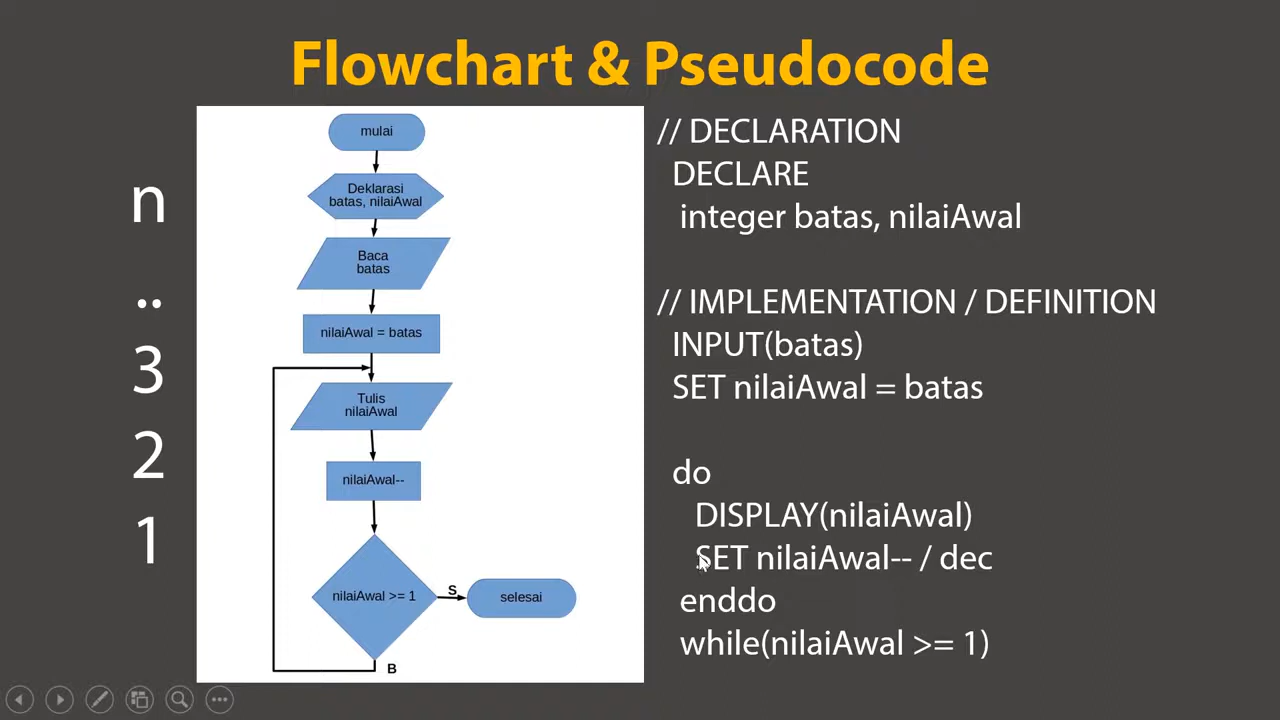 Flowchart & Pseudocode
n
..
3
2
1
mulai
Deklarasi
batas, nilaiAwal
Baca
batas
nilaiAwal = batas
Tulis
nilaiAwal
nilaiAwal--
nilaiAwal >= 1
S
selesai
B
// DECLARATION
DECLARE
integer batas, nilaiAwal
// IMPLEMENTATION / DEFINITION
INPUT(batas)
SET nilaiAwal = batas
do
DISPLAY(nilaiAwal)
SET nilaiAwal-- / dec
enddo
while(nilaiAwal >= 1)